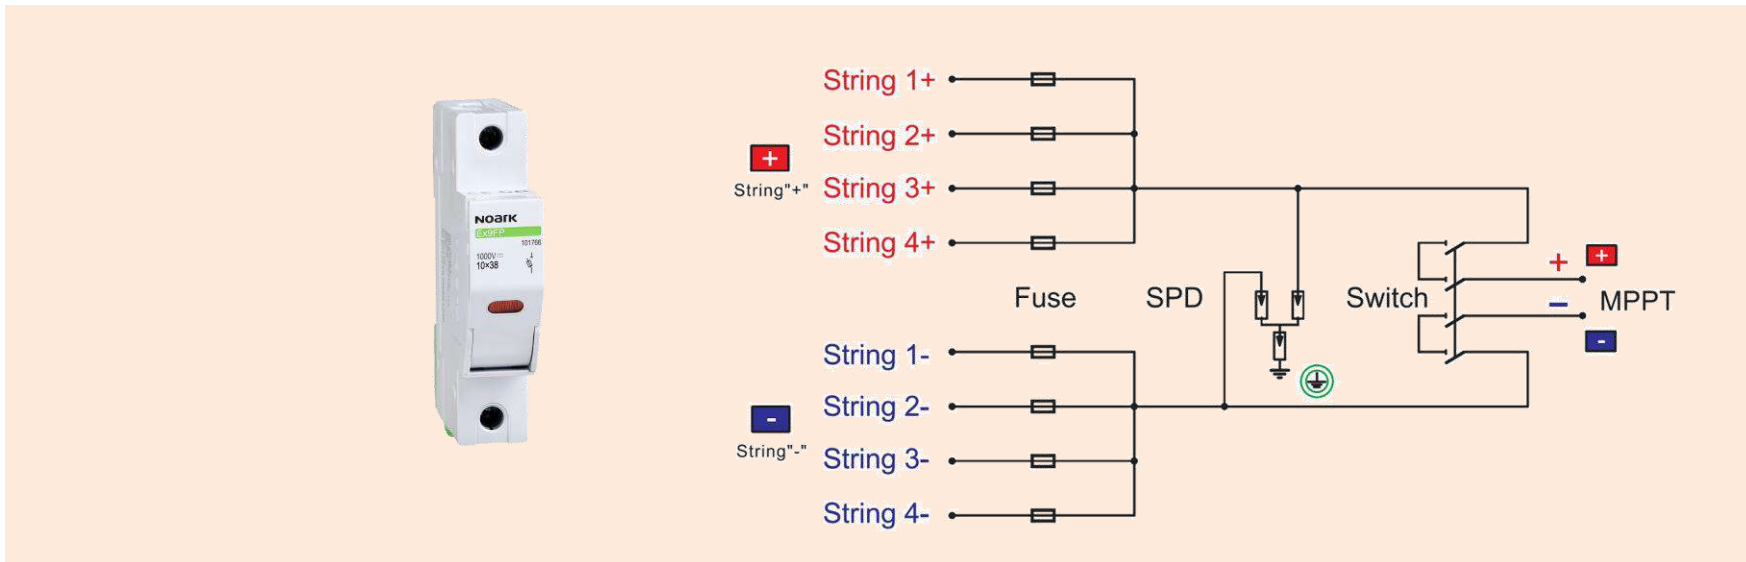 NOARK
Ex9FP
101766
1000V
10×38
+
String"+"
String 1+
String 2+
String 3+
String 4+
Fuse
SPD
Switch
+
+
−
MPPT
-
-
String"-"
String 1-
String 2-
String 3-
String 4-